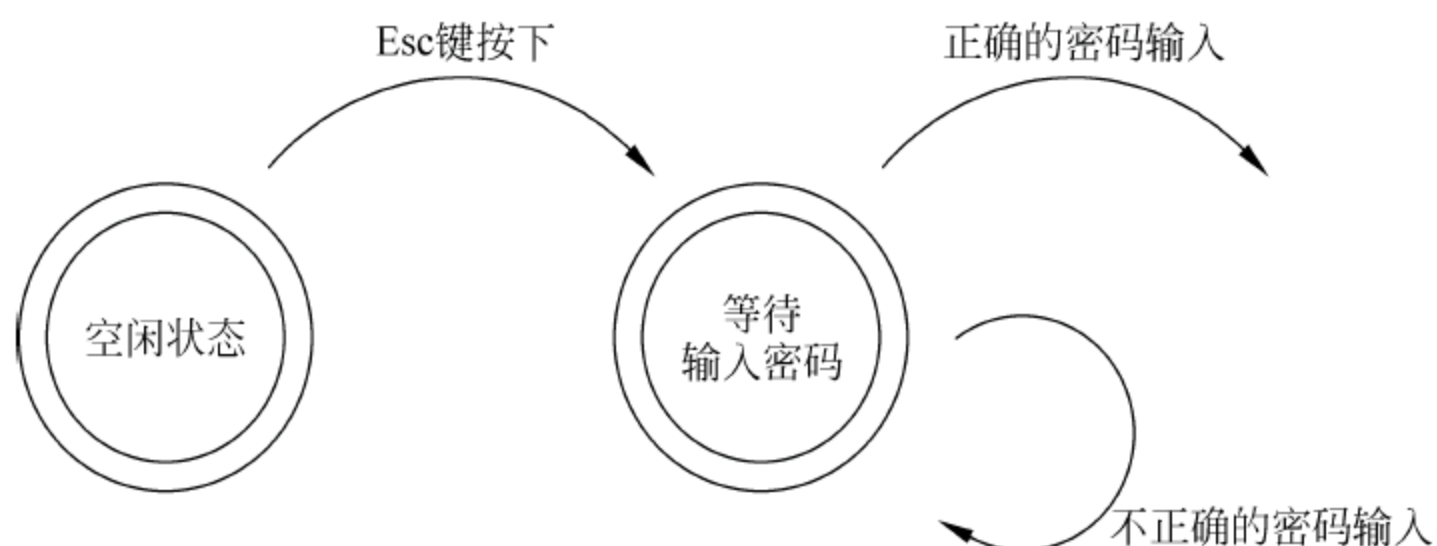 Esc键按下
正确的密码输入
空闲状态
等待
输入密码
不正确的密码输入